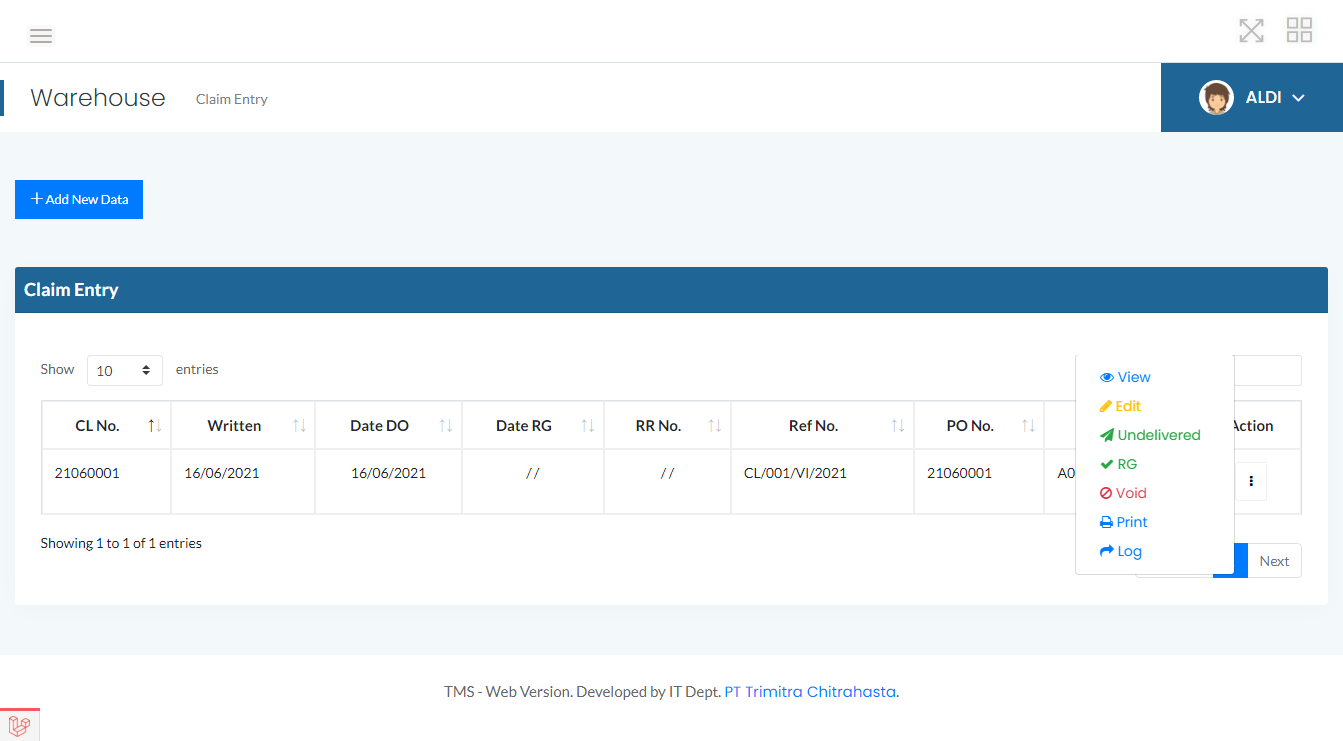 Warehouse Claim Entry
ALDI
Add New Data
Claim Entry
Show 10 entries
CL No. Written Date DO Date RG RR No. Ref No. PO No. Action
21060001 16/06/2021 16/06/2021 / / / / CL/001/VI/2021 21060001 A0
View
Edit
Undelivered
RG
Void
Print
Log
Showing 1 to 1 of 1 entries
Next
TMS - Web Version. Developed by IT Dept. PT Trimitra Chitrahasta.